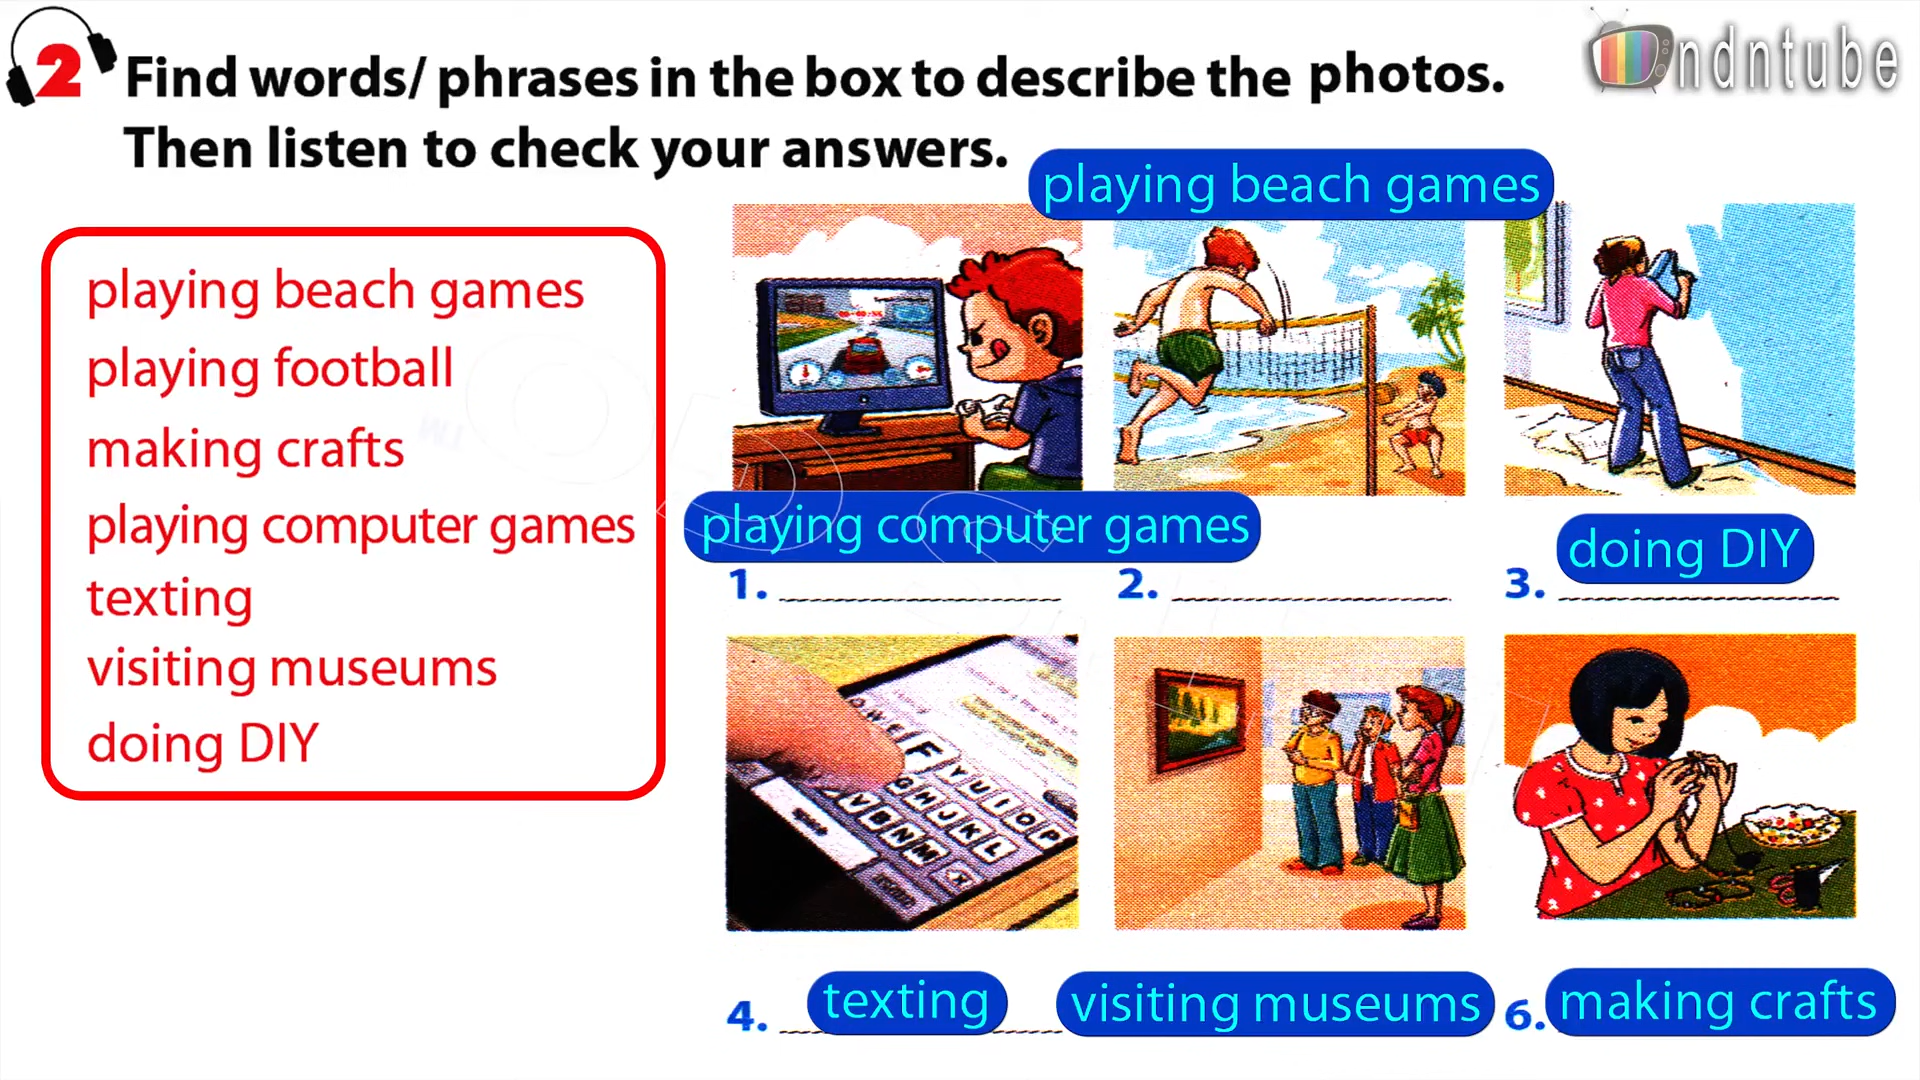 2 Find words/ phrases in the box to describe the photos.
Then listen to check your answers.
ndntube
playing beach games
playing football
making crafts
playing computer games
texting
visiting museums
doing DIY
playing beach games
playing computer games
doing DIY
1.
2.
3.
4. texting
visiting museums
6. making crafts